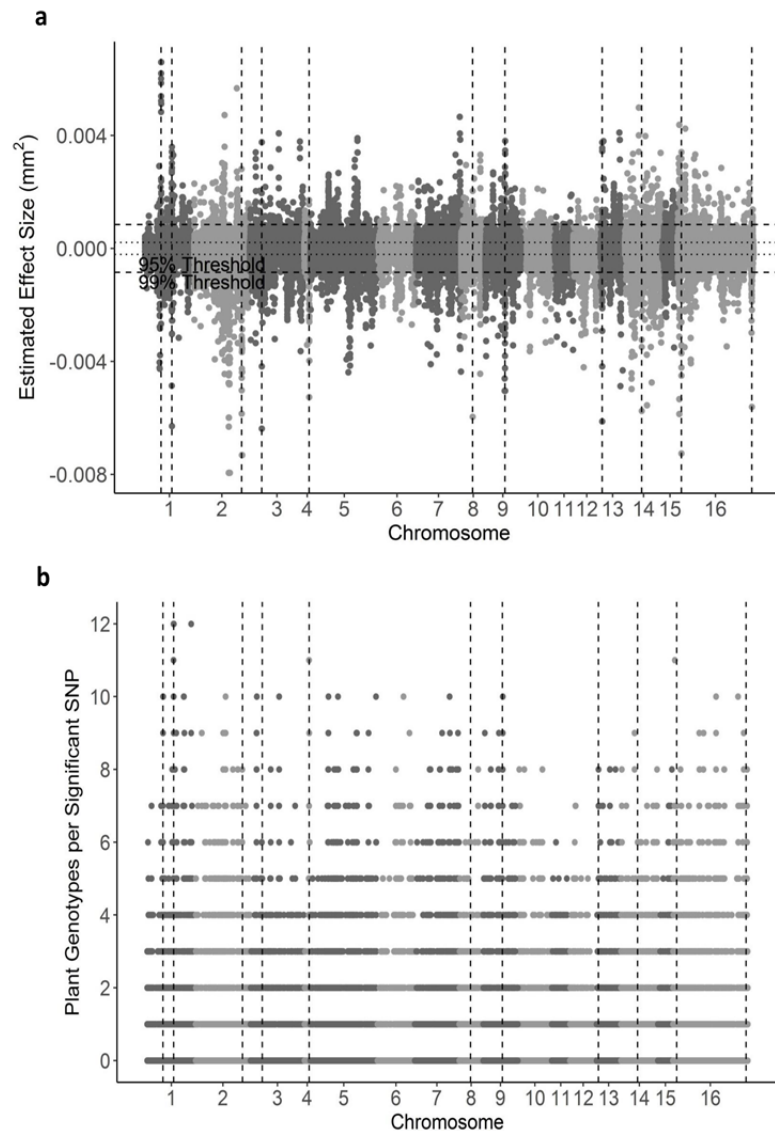 a
Estimated Effect Size (mm²)
0.004
0.000
-0.004
-0.008
95% Threshold
99% Threshold
1 2 3 4 5 6 7 8 9 10 11 12 13 14 15 16
Chromosome
b
Plant Genotypes per Significant SNP
12
10
8
6
4
2
0
1 2 3 4 5 6 7 8 9 10 11 12 13 14 15 16
Chromosome